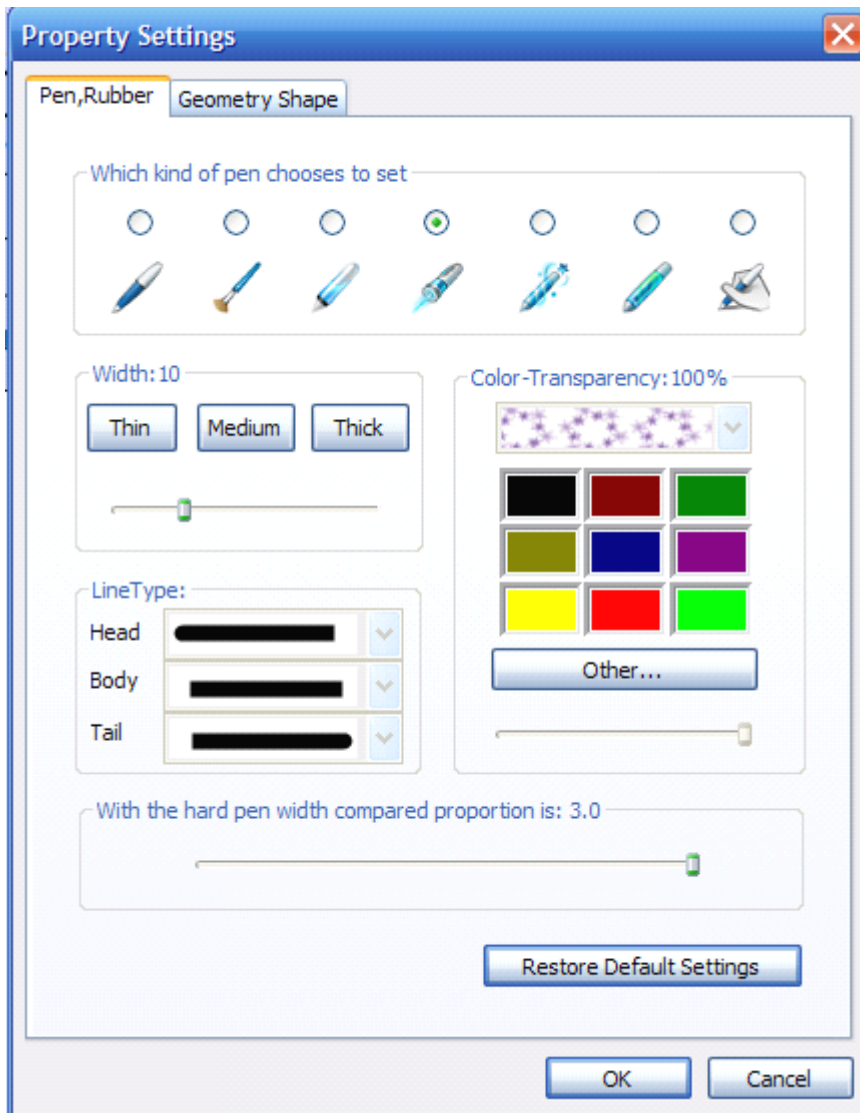 Property Settings
Pen,Rubber
Geometry Shape
Which kind of pen chooses to set
Width:10
Thin
Medium
Thick
Color-Transparency:100%
LineType:
Head
Body
Tail
Other...
With the hard pen width compared proportion is: 3.0
Restore Default Settings
OK
Cancel